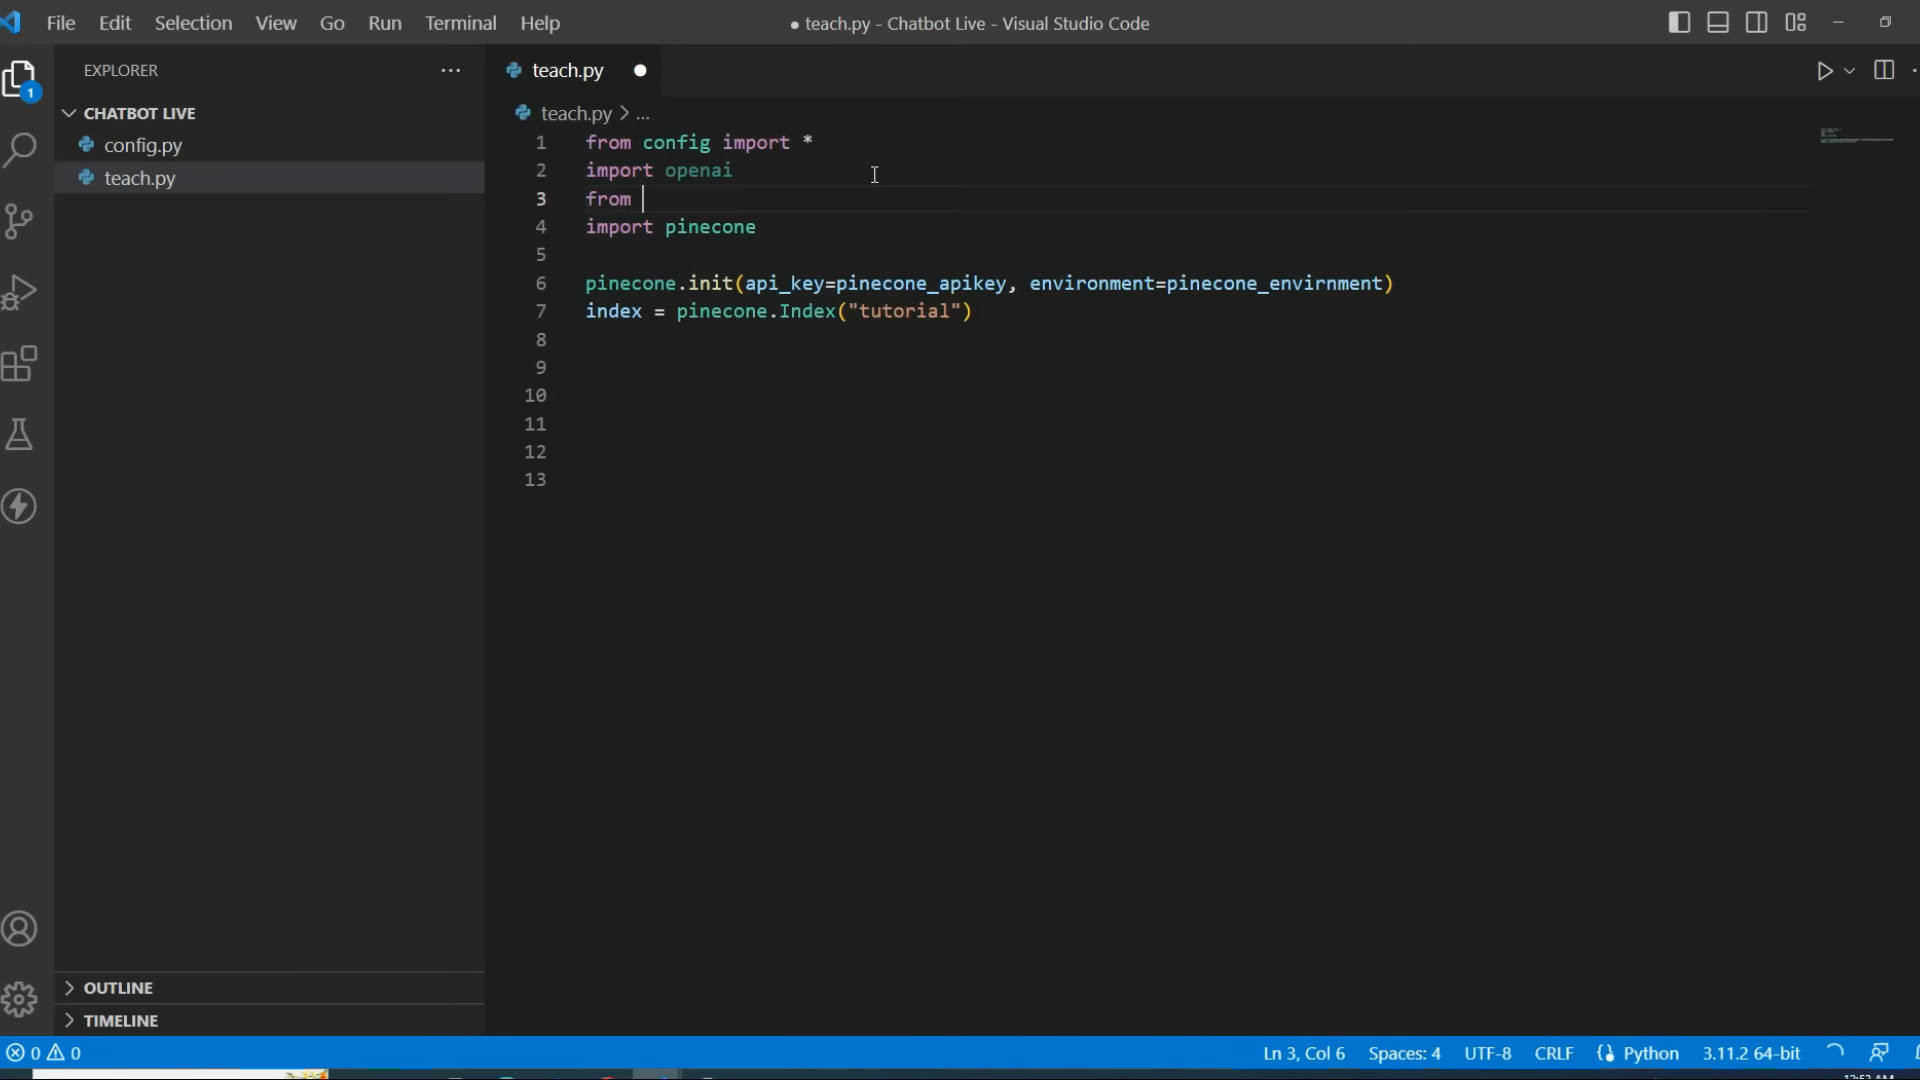 File Edit Selection View Go Run Terminal Help
● teach.py - Chatbot Live - Visual Studio Code
EXPLORER
1
CHATBOT LIVE
config.py
teach.py
OUTLINE
TIMELINE
teach.py
teach.py > ...
1 from config import *
2 import openai
3 from
4 import pinecone
5
6 pinecone.init(api_key=pinecone_apikey, environment=pinecone_envirnment)
7 index = pinecone.Index("tutorial")
8
9
10
11
12
13
0 0
Ln 3, Col 6 Spaces: 4 UTF-8 CRLF Python 3.11.2 64-bit